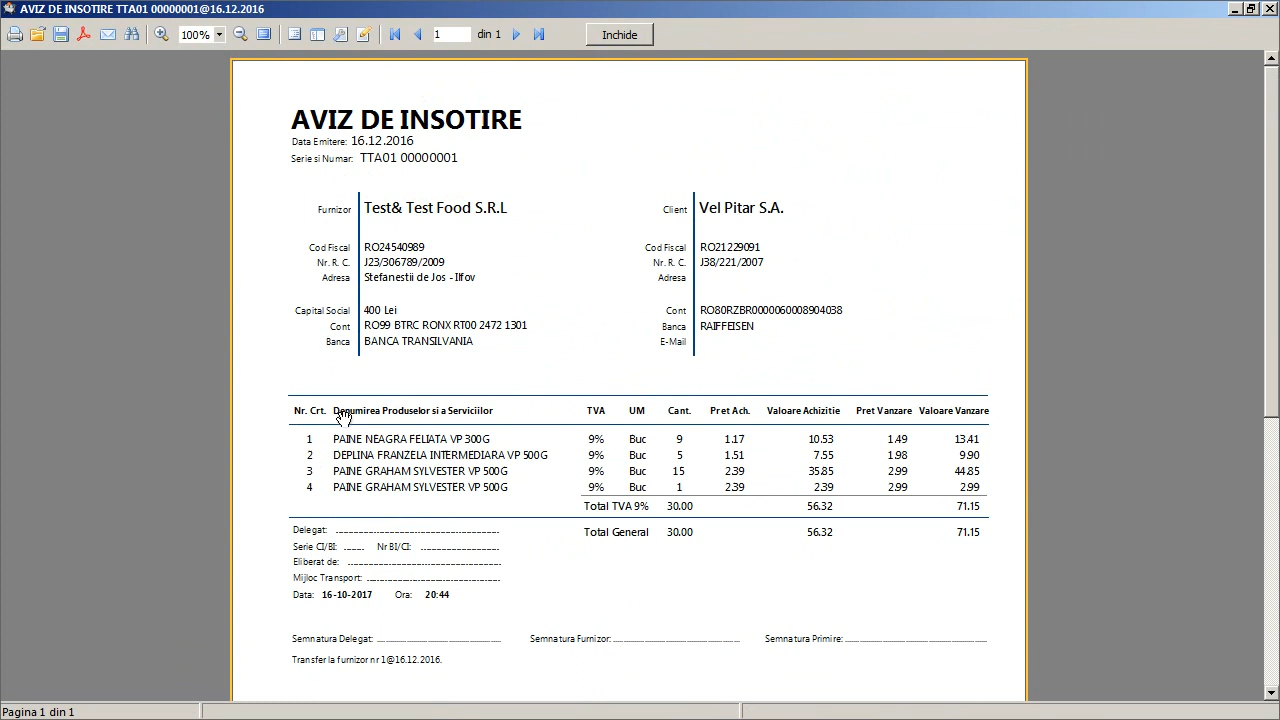 AVIZ DE INSOTIRE TTA01 00000001@16.12.2016
100% 1 din 1 Inchide
AVIZ DE INSOTIRE
Data Emitere: 16.12.2016
Serie si Numar: TTA01 00000001
Furnizor Test& Test Food S.R.L Client Vel Pitar S.A.
Cod Fiscal RO24540989 Cod Fiscal RO21229091
Nr. R. C. J23/306789/2009 Nr. R. C. J38/221/2007
Adresa Stefanestii de Jos - Ilfov Adresa
Capital Social 400 Lei Cont RO80RZBR0000060008904038
Cont RO99 BTRC RONX RT00 2472 1301 Banca RAIFFEISEN
Banca BANCA TRANSILVANIA E-Mail
Nr. Crt. Denumirea Produselor si a Serviciilor TVA UM Cant. Pret Ach. Valoare Achizitie Pret Vanzare Valoare Vanzare
1 PAINE NEAGRA FELIATA VP 300G 9% Buc 9 1.17 10.53 1.49 13.41
2 DEPLINA FRANZELA INTERMEDIARA VP 500G 9% Buc 5 1.51 7.55 1.98 9.90
3 PAINE GRAHAM SYLVESTER VP 500G 9% Buc 15 2.39 35.85 2.99 44.85
4 PAINE GRAHAM SYLVESTER VP 500G 9% Buc 1 2.39 2.39 2.99 2.99
Total TVA 9% 30.00 56.32 71.15
Delegat: Total General 30.00 56.32 71.15
Serie CI/BI: Nr BI/CI:
Eliberat de:
Mijloc Transport:
Data: 16-10-2017 Ora: 20:44
Semnatura Delegat: Semnatura Furnizor: Semnatura Primire:
Transfer la furnizor nr 1@16.12.2016.
Pagina 1 din 1